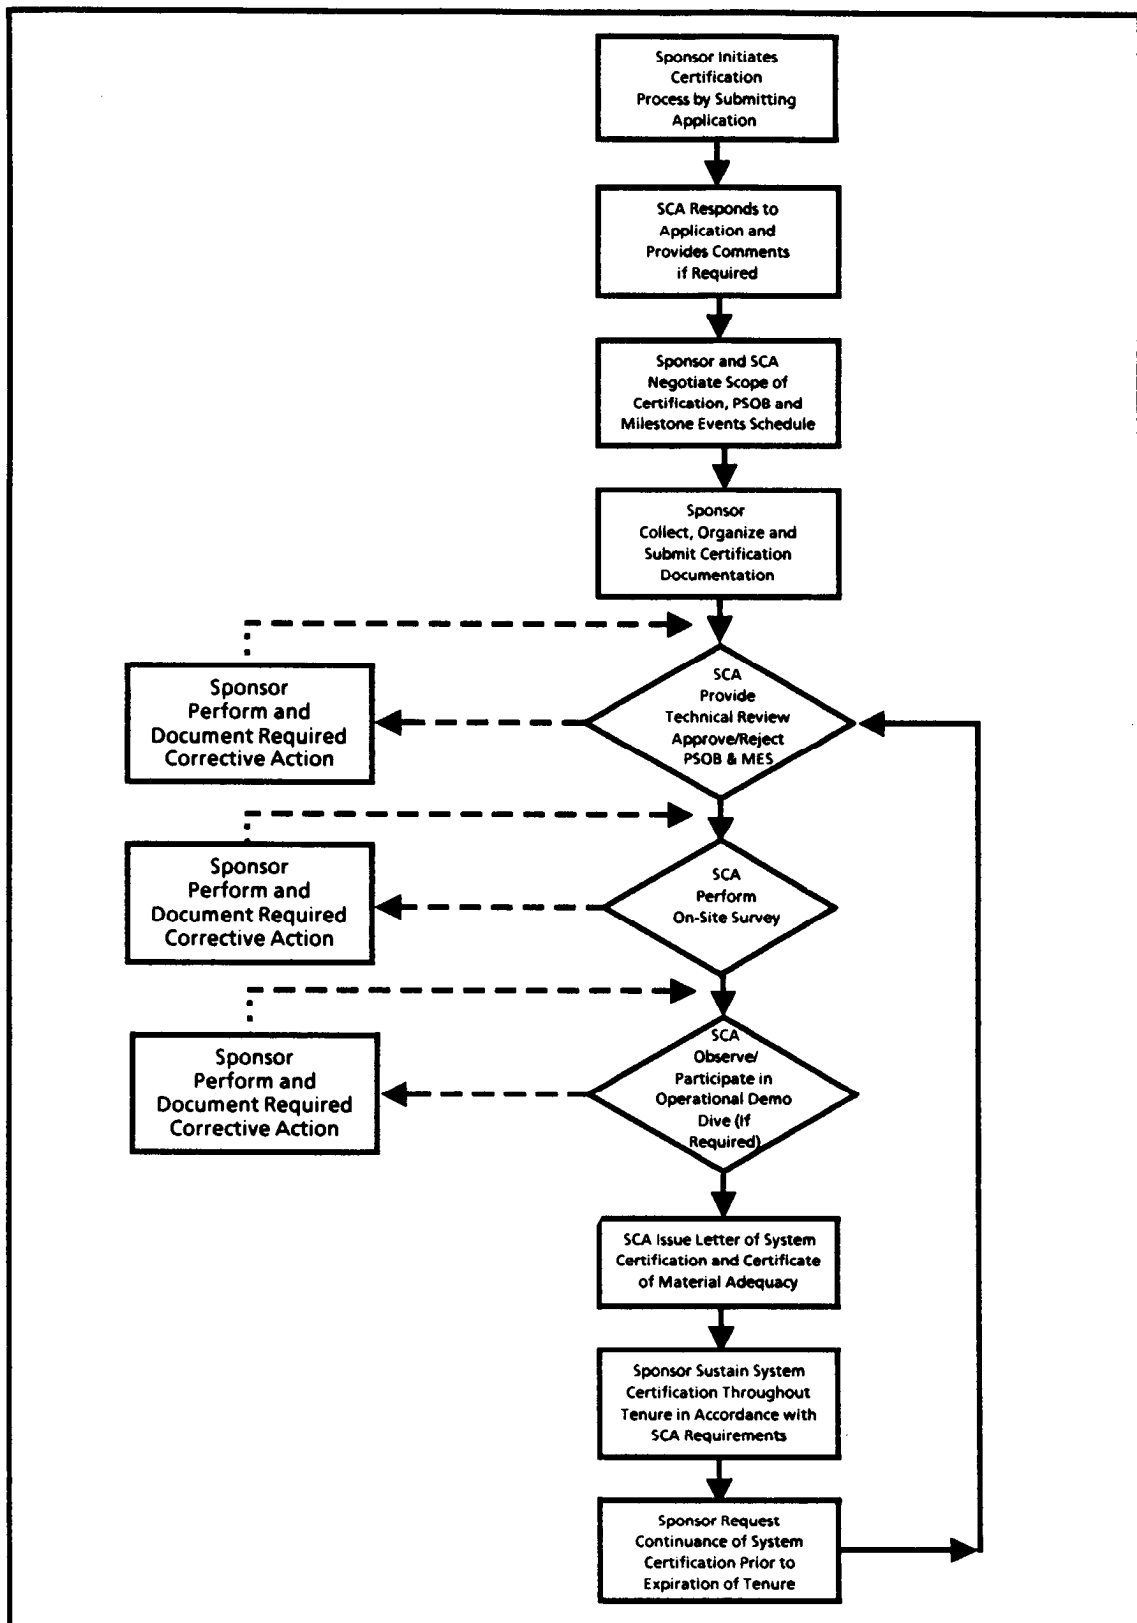 Sponsor Initiates
Certification
Process by Submitting
Application
SCA Responds to
Application and
Provides Comments
if Required
Sponsor and SCA
Negotiate Scope of
Certification, PSOB and
Milestone Events Schedule
Sponsor
Collect, Organize and
Submit Certification
Documentation
SCA
Provide
Technical Review
Approve/Reject
PSOB & MES
Sponsor
Perform and
Document Required
Corrective Action
SCA
Perform
On-Site Survey
Sponsor
Perform and
Document Required
Corrective Action
SCA
Observe/
Participate in
Operational Demo
Dive (If
Required)
Sponsor
Perform and
Document Required
Corrective Action
SCA Issue Letter of System
Certification and Certificate
of Material Adequacy
Sponsor Sustain System
Certification Throughout
Tenure in Accordance with
SCA Requirements
Sponsor Request
Continuance of System
Certification Prior to
Expiration of Tenure